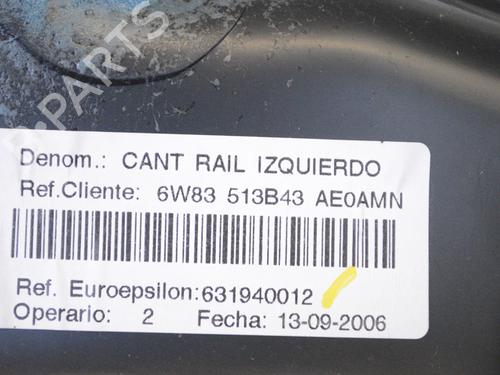 PARTS
Denom.: CANT RAIL IZQUIERDO
Ref.Cliente: 6W83 513B43 AE0AMN
Ref. Euroepsilon:631940012
Operario: 2 Fecha: 13-09-2006